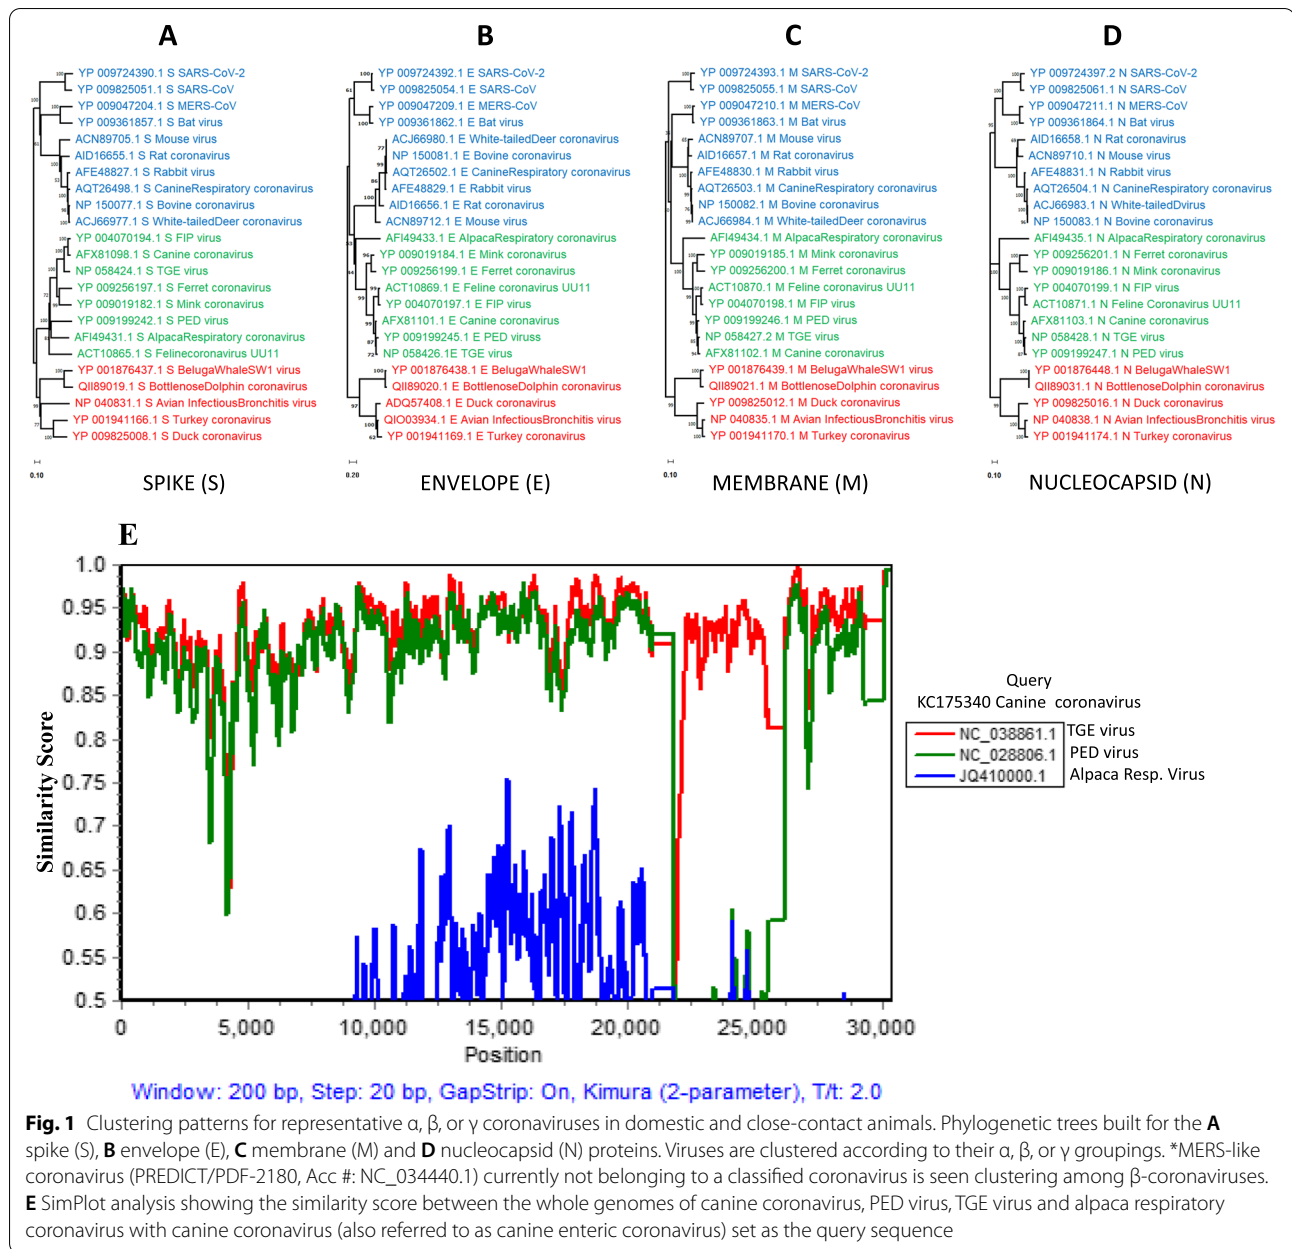 A
B
C
D
YP 009724390.1 S SARS-CoV-2
YP 009825051.1 S SARS-CoV
YP 009047204.1 S MERS-CoV
YP 009361857.1 S Bat virus
ACN89705.1 S Mouse virus
AID16655.1 S Rat coronavirus
AFE48827.1 S Rabbit virus
AQT26498.1 S CanineRespiratory coronavirus
NP 150077.1 S Bovine coronavirus
ACJ66977.1 S White-tailedDeer coronavirus
YP 004070194.1 S FIP virus
AFX81098.1 S Canine coronavirus
NP 058424.1 S TGE virus
YP 009256197.1 S Ferret coronavirus
YP 009019182.1 S Mink coronavirus
YP 009199242.1 S PED virus
AFI49431.1 S AlpacaRespiratory coronavirus
ACT10865.1 S Felinecoronavirus UU11
YP 001876437.1 S BelugaWhaleSW1 virus
QII89019.1 S BottlenoseDolphin coronavirus
NP 040831.1 S Avian InfectiousBronchitis virus
YP 001941166.1 S Turkey coronavirus
YP 009825008.1 S Duck coronavirus
0.10
SPIKE (S)
YP 009724392.1 E SARS-CoV-2
YP 009825054.1 E SARS-CoV
YP 009047209.1 E MERS-CoV
YP 009361862.1 E Bat virus
ACJ66980.1 E White-tailedDeer coronavirus
NP 150081.1 E Bovine coronavirus
AQT26502.1 E CanineRespiratory coronavirus
AFE48829.1 E Rabbit virus
AID16656.1 E Rat coronavirus
ACN89712.1 E Mouse virus
AFI49433.1 E AlpacaRespiratory coronavirus
YP 009019184.1 E Mink coronavirus
YP 009256199.1 E Ferret coronavirus
ACT10869.1 E Feline coronavirus UU11
YP 004070197.1 E FIP virus
AFX81101.1 E Canine coronavirus
YP 009199245.1 E PED viruss
NP 058426.1E TGE virus
YP 001876438.1 E BelugaWhaleSW1
QII89020.1 E BottlenoseDolphin coronavirus
ADQ57408.1 E Duck coronavirus
QIO03934.1 E Avian InfectiousBronchitis virus
YP 001941169.1 E Turkey coronavirus
0.20
ENVELOPE (E)
YP 009724393.1 M SARS-CoV-2
YP 009825055.1 M SARS-CoV
YP 009047210.1 M MERS-CoV
YP 009361863.1 M Bat virus
ACN89707.1 M Mouse virus
AID16657.1 M Rat coronavirus
AFE48830.1 M Rabbit virus
AQT26503.1 M CanineRespiratory coronavirus
NP 150082.1 M Bovine coronavirus
ACJ66984.1 M White-tailedDeer coronavirus
AFI49434.1 M AlpacaRespiratory coronavirus
YP 009019185.1 M Mink coronavirus
YP 009256200.1 M Ferret coronavirus
ACT10870.1 M Feline coronavirus UU11
YP 004070198.1 M FIP virus
YP 009199246.1 M PED virus
NP 058427.2 M TGE virus
AFX81102.1 M Canine coronavirus
YP 001876439.1 M BelugaWhaleSW1 virus
QII89021.1 M BottlenoseDolphin coronavirus
YP 009825012.1 M Duck coronavirus
NP 040835.1 M Avian InfectiousBronchitis virus
YP 001941170.1 M Turkey coronavirus
0.10
MEMBRANE (M)
YP 009724397.2 N SARS-CoV-2
YP 009825061.1 N SARS-CoV
YP 009047211.1 N MERS-CoV
YP 009361864.1 N Bat virus
AID16658.1 N Rat coronavirus
ACN89710.1 N Mouse virus
AFE48831.1 N Rabbit virus
AQT26504.1 N CanineRespiratory coronavirus
ACJ66983.1 N White-tailedDvirus
NP 150083.1 N Bovine coronavirus
AFI49435.1 N AlpacaRespiratory coronavirus
YP 009256201.1 N Ferret coronavirus
YP 009019186.1 N Mink coronavirus
YP 004070199.1 N FIP virus
ACT10871.1 N Feline Coronavirus UU11
AFX81103.1 N Canine coronavirus
NP 058428.1 N TGE virus
YP 009199247.1 N PED virus
YP 001876448.1 N BelugaWhaleSW1
QII89031.1 N BottlenoseDolphin coronavirus
YP 009825016.1 N Duck coronavirus
NP 040838.1 N Avian InfectiousBronchitis virus
YP 001941174.1 N Turkey coronavirus
0.10
NUCLEOCAPSID (N)
E
Similarity Score
1.0
0.95
0.9
0.85
0.8
0.75
0.7
0.65
0.6
0.55
0.5
0 5,000 10,000 15,000 20,000 25,000 30,000
Position
Query
KC175340 Canine coronavirus
NC_038861.1 TGE virus
NC_028806.1 PED virus
JQ410000.1 Alpaca Resp. Virus
Window: 200 bp, Step: 20 bp, GapStrip: On, Kimura (2-parameter), T/t: 2.0
Fig. 1 Clustering patterns for representative α, β, or γ coronaviruses in domestic and close-contact animals. Phylogenetic trees built for the A
spike (S), B envelope (E), C membrane (M) and D nucleocapsid (N) proteins. Viruses are clustered according to their α, β, or γ groupings. *MERS-like
coronavirus (PREDICT/PDF-2180, Acc #: NC_034440.1) currently not belonging to a classified coronavirus is seen clustering among β-coronaviruses.
E SimPlot analysis showing the similarity score between the whole genomes of canine coronavirus, PED virus, TGE virus and alpaca respiratory
coronavirus with canine coronavirus (also referred to as canine enteric coronavirus) set as the query sequence